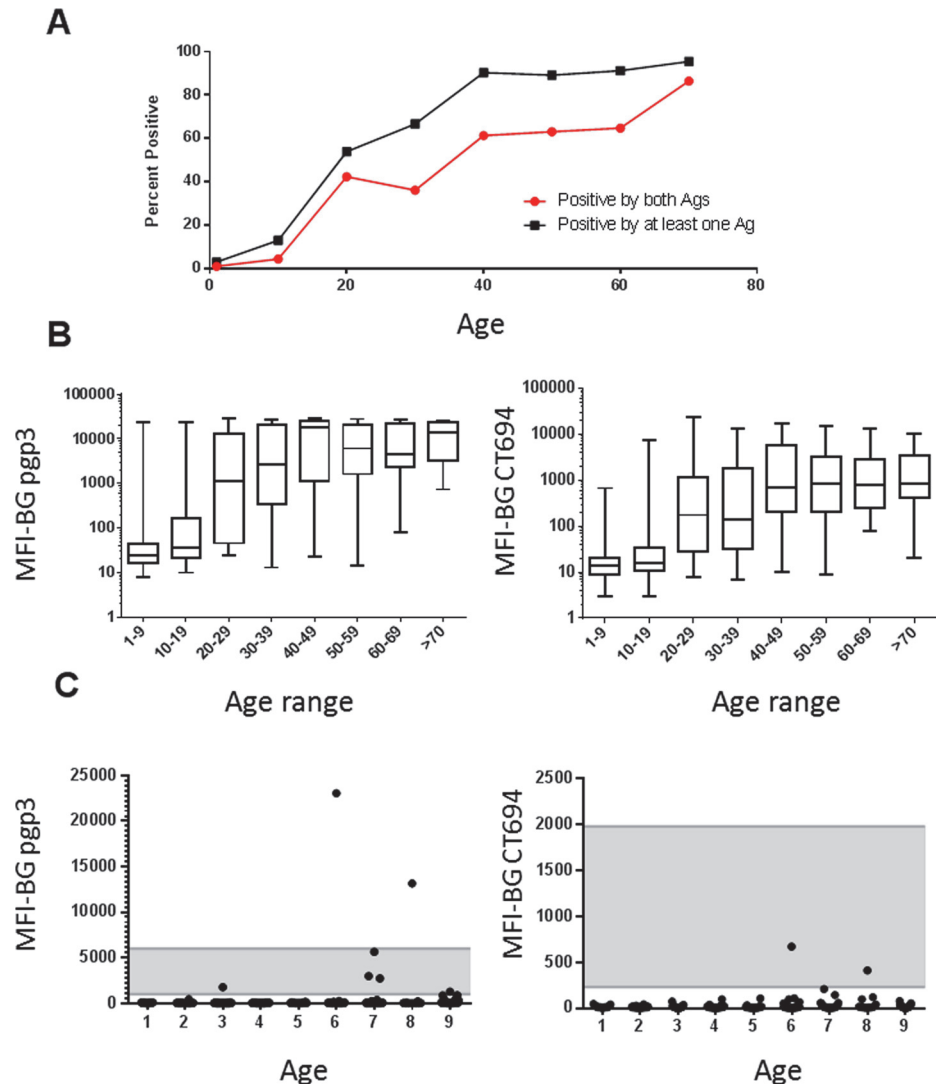 A
100
80
60
40
20
0
Percent Positive
Positive by both Ags
Positive by at least one Ag
0 20 40 60 80
Age
B
100000
10000
1000
100
10
1
MFI-BG pgp3
1-9 10-19 20-29 30-39 40-49 50-59 60-69 >70
Age range
100000
10000
1000
100
10
1
MFI-BG CT694
1-9 10-19 20-29 30-39 40-49 50-59 60-69 >70
Age range
C
25000
20000
15000
10000
5000
0
MFI-BG pgp3
1 2 3 4 5 6 7 8 9
Age
2500
2000
1500
1000
500
0
MFI-BG CT694
1 2 3 4 5 6 7 8 9
Age